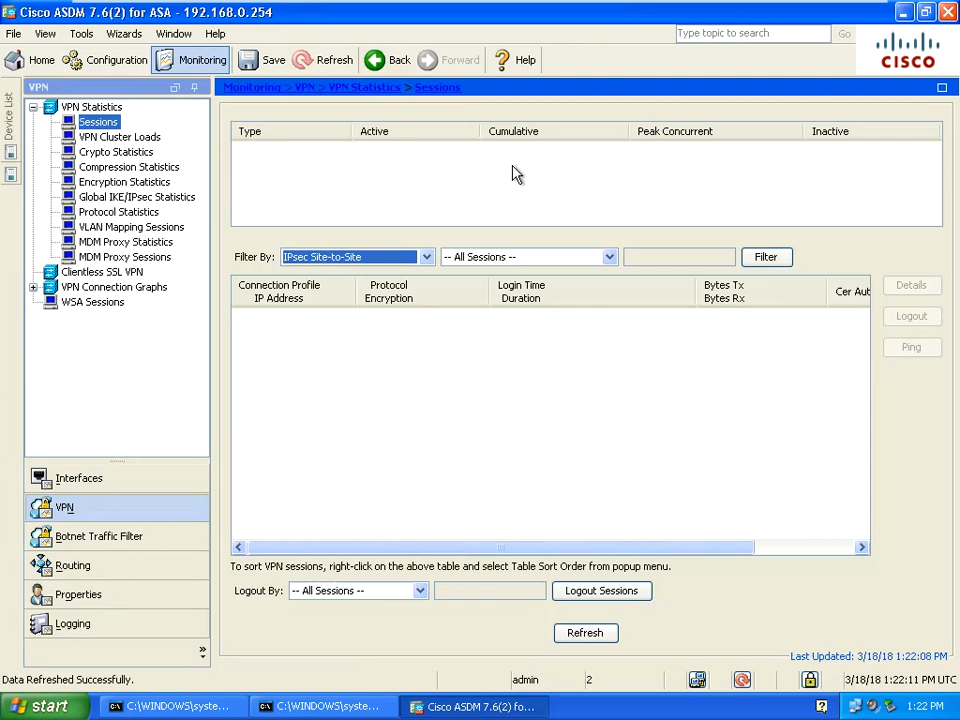 Cisco ASDM 7.6(2) for ASA - 192.168.0.254
File View Tools Wizards Window Help
Type topic to search Go
Home Configuration Monitoring Save Refresh Back Forward Help
CISCO
Device List
VPN
Monitoring > VPN > VPN Statistics > Sessions
VPN Statistics
Sessions
VPN Cluster Loads
Crypto Statistics
Compression Statistics
Encryption Statistics
Global IKE/IPsec Statistics
Protocol Statistics
VLAN Mapping Sessions
MDM Proxy Statistics
MDM Proxy Sessions
Clientless SSL VPN
VPN Connection Graphs
WSA Sessions
Interfaces
VPN
Botnet Traffic Filter
Routing
Properties
Logging
Type Active Cumulative Peak Concurrent Inactive
Filter By: IPsec Site-to-Site -- All Sessions -- Filter
Connection Profile Protocol Login Time Bytes Tx Cer Aut
IP Address Encryption Duration Bytes Rx
Details
Logout
Ping
To sort VPN sessions, right-click on the above table and select Table Sort Order from popup menu.
Logout By: -- All Sessions -- Logout Sessions
Refresh
Last Updated: 3/18/18 1:22:08 PM
Data Refreshed Successfully. admin 2 3/18/18 1:22:11 PM UTC
start C:\WINDOWS\syste... C:\WINDOWS\syste... Cisco ASDM 7.6(2) fo... 1:22 PM